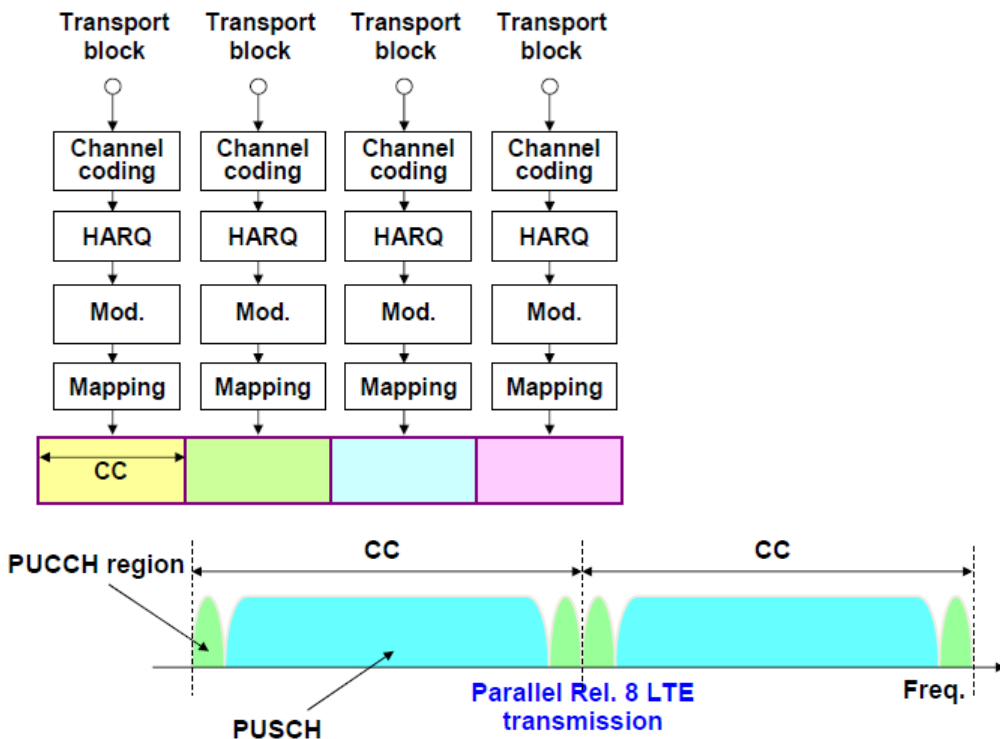 Transport block
Transport block
Transport block
Transport block
Channel coding
Channel coding
Channel coding
Channel coding
HARQ
HARQ
HARQ
HARQ
Mod.
Mod.
Mod.
Mod.
Mapping
Mapping
Mapping
Mapping
CC
CC
CC
PUCCH region
Parallel Rel. 8 LTE
transmission
Freq.
PUSCH